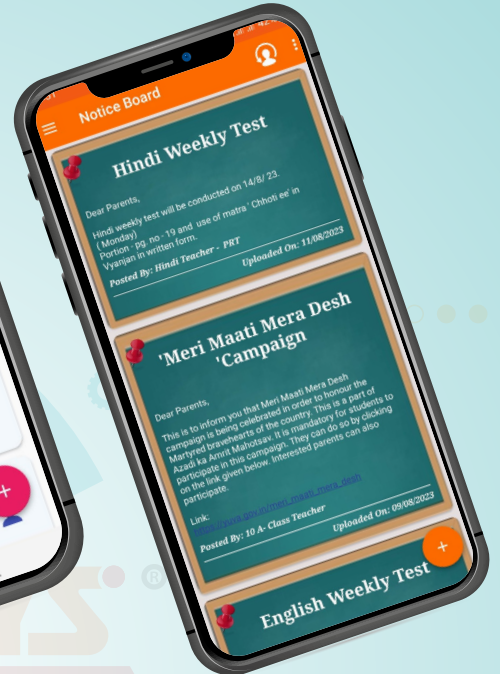 Notice Board
Hindi Weekly Test
Dear Parents,
Hindi weekly test will be conducted on 14/8/ 23.
( Monday)
Portion - pg. no - 19 and use of matra ' Chhoti ee' in
Vyanjan in written form.
Posted By: Hindi Teacher - PRT
Uploaded On: 11/08/2023
'Meri Maati Mera Desh
'Campaign
Dear Parents,
This is to inform you that Meri Maati Mera Desh
campaign is being celebrated in order to honour the
Martyred bravehearts of the country. This is a part of
Azadi ka Amrit Mahotsav. It is mandatory for students to
participate in this campaign. They can do so by clicking
on the link given below. Interested parents can also
participate.
Link:
Posted By: 10 A- Class Teacher
Uploaded On: 09/08/2023
English Weekly Test
+
+
®